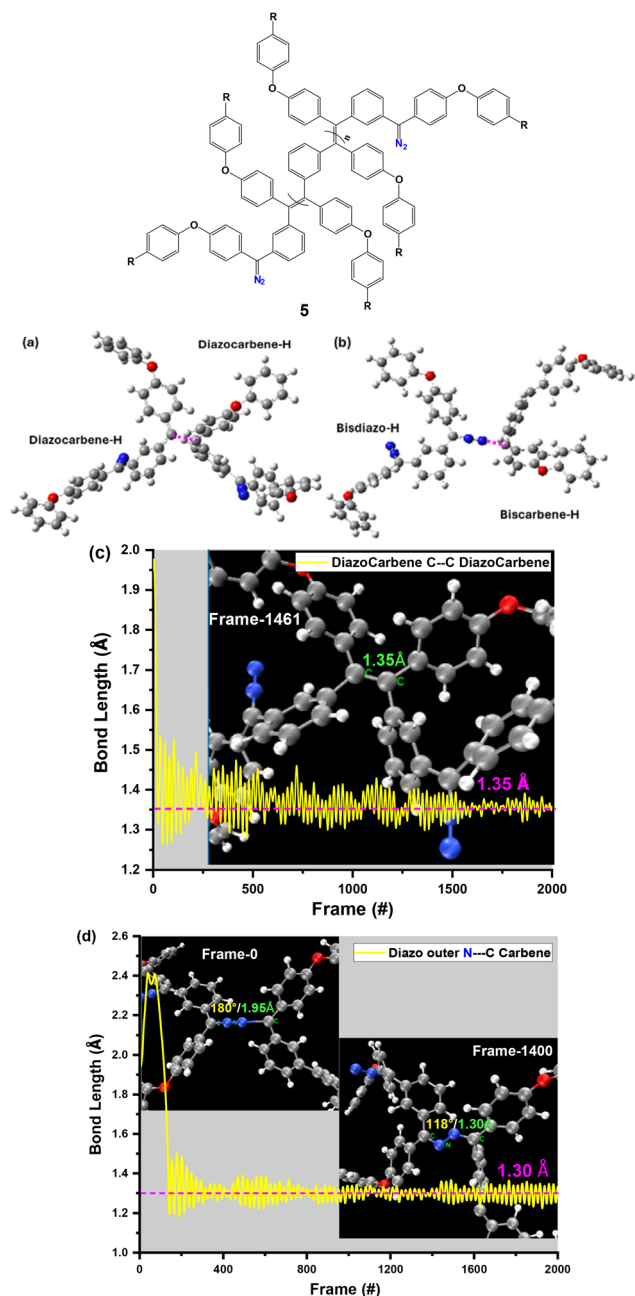 R
R
O
O
R
n
N₂
O
R
O
O
R
R
O
O
N₂
R
R
5
(a)
Diazocarbene-H
Diazocarbene-H
(b)
Bisdiazo-H
Biscarbene-H
(c)
DiazoCarbene C--C DiazoCarbene
Frame-1461
1.35Å
C
C
1.35 Å
Bond Length (Å)
2.0
1.9
1.8
1.7
1.6
1.5
1.4
1.3
1.2
0
500
1000
1500
2000
Frame (#)
(d)
Diazo outer N---C Carbene
Frame-0
180°/1.95Å
Frame-1400
118°/1.30Å
C
N
C
1.30 Å
Bond Length (Å)
2.6
2.4
2.2
2.0
1.8
1.6
1.4
1.2
1.0
0
400
800
1200
1600
2000
Frame (#)